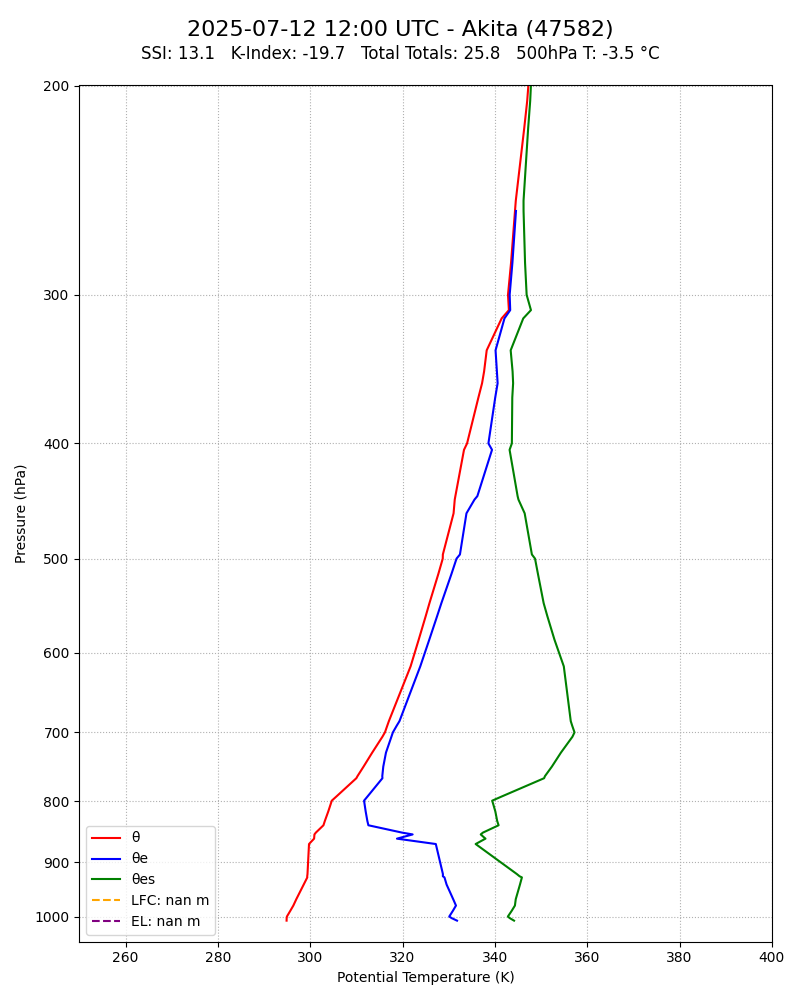 2025-07-12 12:00 UTC - Akita (47582)
SSI: 13.1 K-Index: -19.7 Total Totals: 25.8 500hPa T: -3.5 °C
200
300
400
500
600
700
800
900
1000
Pressure (hPa)
θ
θe
θes
LFC: nan m
EL: nan m
260 280 300 320 340 360 380 400
Potential Temperature (K)